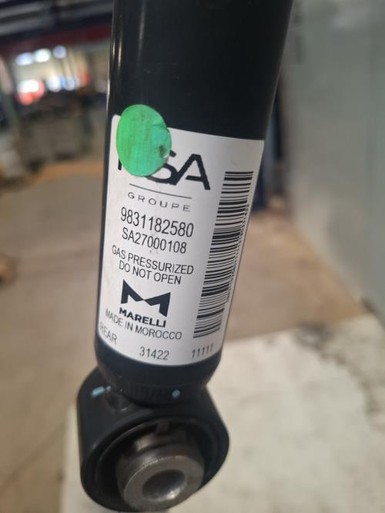 PSA
GROUPE
9831182580
SA27000108
GAS PRESSURIZED
DO NOT OPEN
MARELLI
MADE IN MOROCCO
REAR
31422 11111